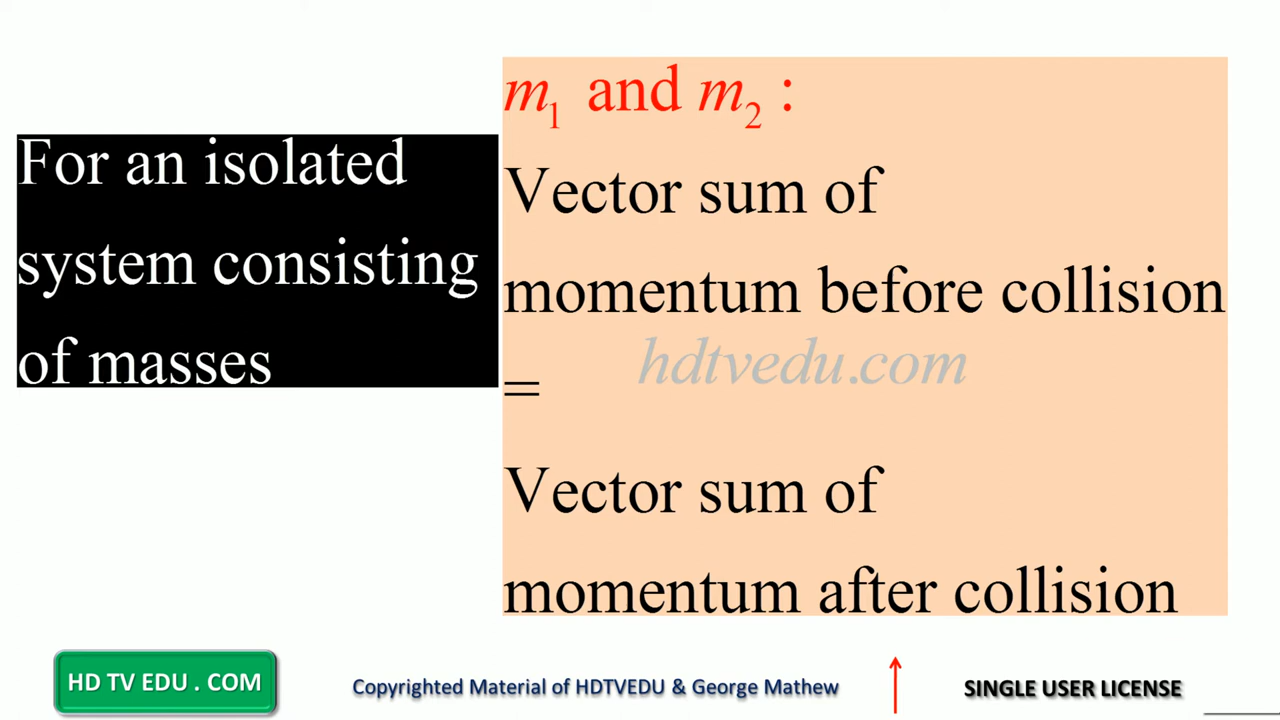 For an isolated
system consisting
of masses
m₁ and m₂ :
Vector sum of
momentum before collision
=
Vector sum of
momentum after collision
hdtvedu.com
HD TV EDU . COM
Copyrighted Material of HDTVEDU & George Mathew
SINGLE USER LICENSE